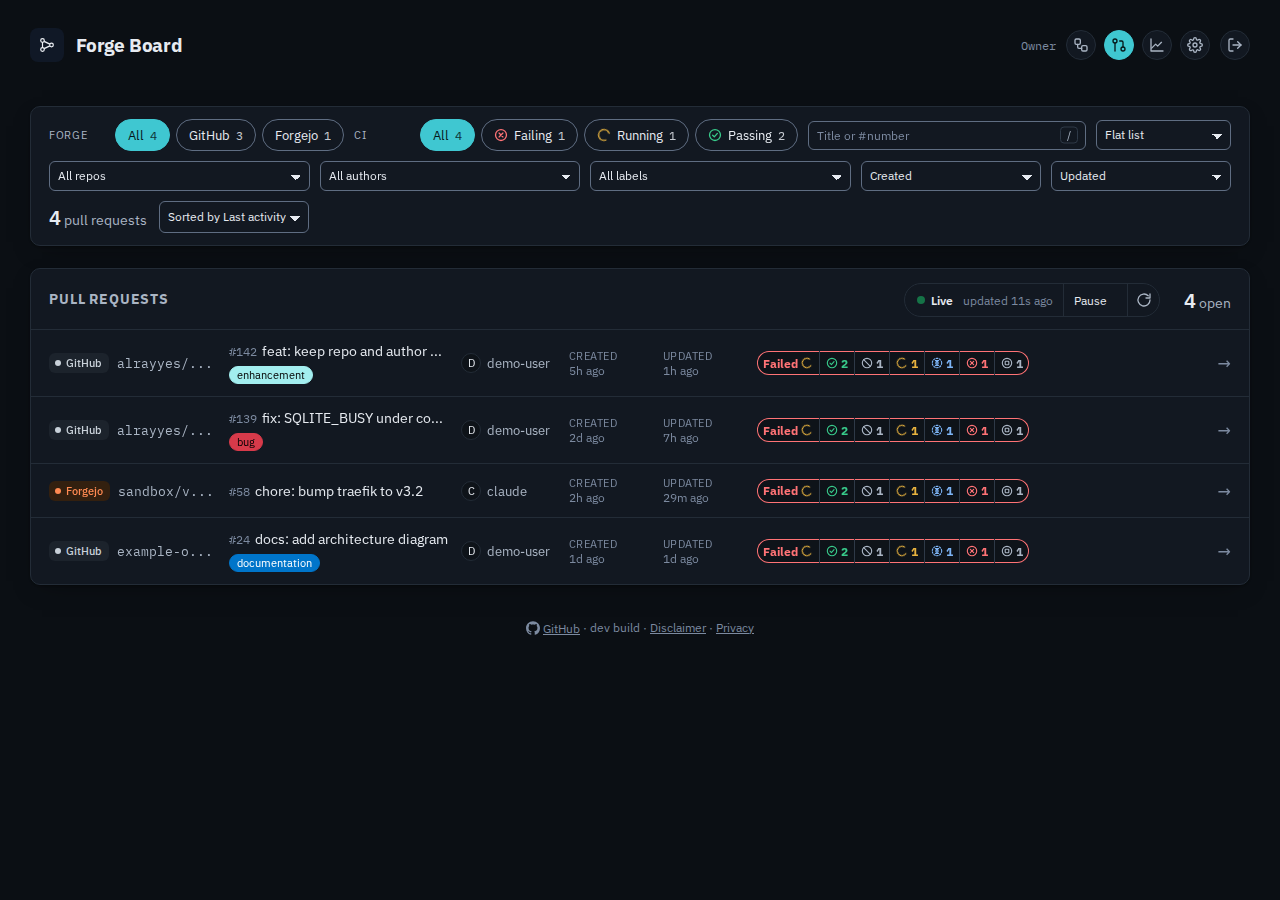 Forge Board
Owner
FORGE All 4 GitHub 3 Forgejo 1 CI All 4 Failing 1 Running 1 Passing 2 Title or #number / Flat list
All repos All authors All labels Created Updated
4 pull requests Sorted by Last activity
PULL REQUESTS Live updated 11s ago Pause 4 open
GitHub alrayyes/... #142 feat: keep repo and author ... D demo-user CREATED UPDATED Failed 2 1 1 1 1 1 →
enhancement 5h ago 1h ago
GitHub alrayyes/... #139 fix: SQLITE_BUSY under co... D demo-user CREATED UPDATED Failed 2 1 1 1 1 1 →
bug 2d ago 7h ago
Forgejo sandbox/v... #58 chore: bump traefik to v3.2 C claude CREATED UPDATED Failed 2 1 1 1 1 1 →
2h ago 29m ago
GitHub example-o... #24 docs: add architecture diagram D demo-user CREATED UPDATED Failed 2 1 1 1 1 1 →
documentation 1d ago 1d ago
GitHub · dev build · Disclaimer · Privacy